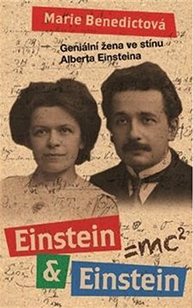 Marie Benedictová
Geniální žena ve stínu
Alberta Einsteina
Einstein =mc²
& Einstein